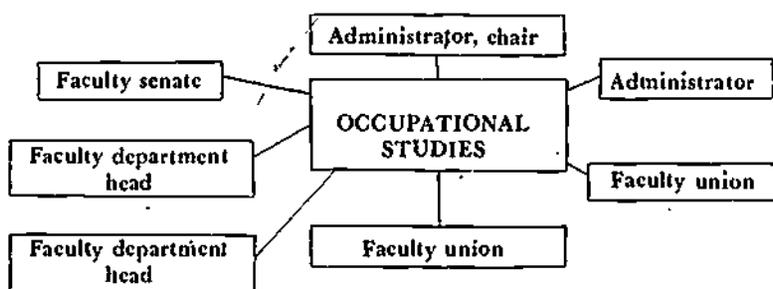 Administrator, chair
Faculty senate
Administrator
OCCUPATIONAL
STUDIES
Faculty department
head
Faculty union
Faculty department
head
Faculty union